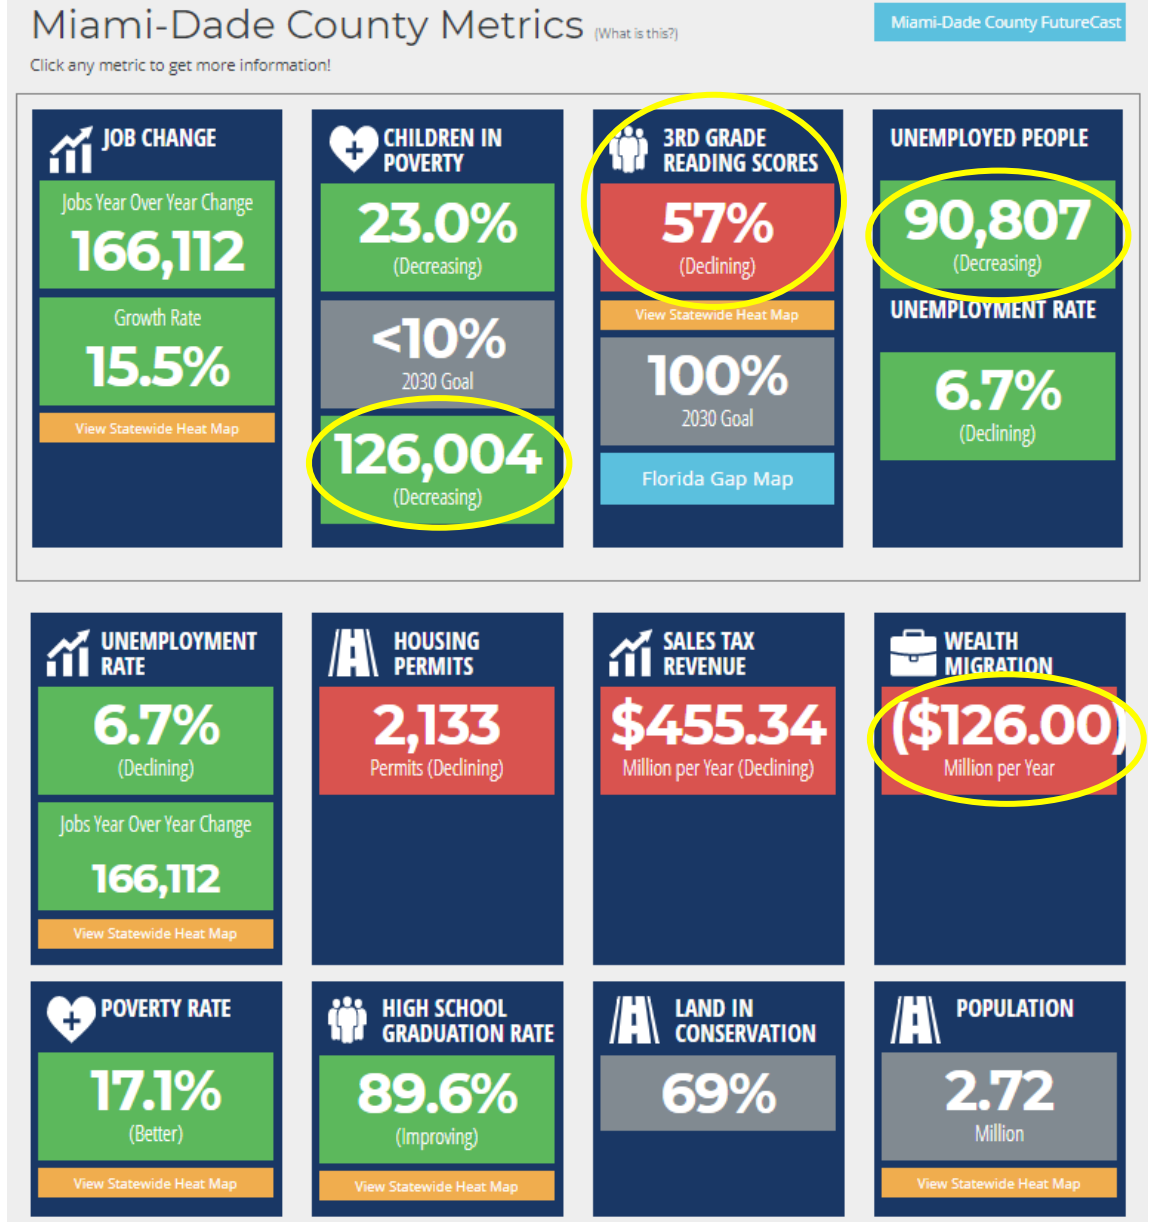 Miami-Dade County Metrics (What is this?)
Miami-Dade County FutureCast
Click any metric to get more information!
JOB CHANGE
Jobs Year Over Year Change
166,112
Growth Rate
15.5%
View Statewide Heat Map
CHILDREN IN
POVERTY
23.0%
(Decreasing)
<10%
2030 Goal
126,004
(Decreasing)
3RD GRADE
READING SCORES
57%
(Declining)
View Statewide Heat Map
100%
2030 Goal
Florida Gap Map
UNEMPLOYED PEOPLE
90,807
(Decreasing)
UNEMPLOYMENT RATE
6.7%
(Declining)
UNEMPLOYMENT
RATE
6.7%
(Declining)
Jobs Year Over Year Change
166,112
View Statewide Heat Map
HOUSING
PERMITS
2,133
Permits (Declining)
SALES TAX
REVENUE
$455.34
Million per Year (Declining)
WEALTH
MIGRATION
($126.00)
Million per Year
POVERTY RATE
17.1%
(Better)
View Statewide Heat Map
HIGH SCHOOL
GRADUATION RATE
89.6%
(Improving)
View Statewide Heat Map
LAND IN
CONSERVATION
69%
POPULATION
2.72
Million
View Statewide Heat Map